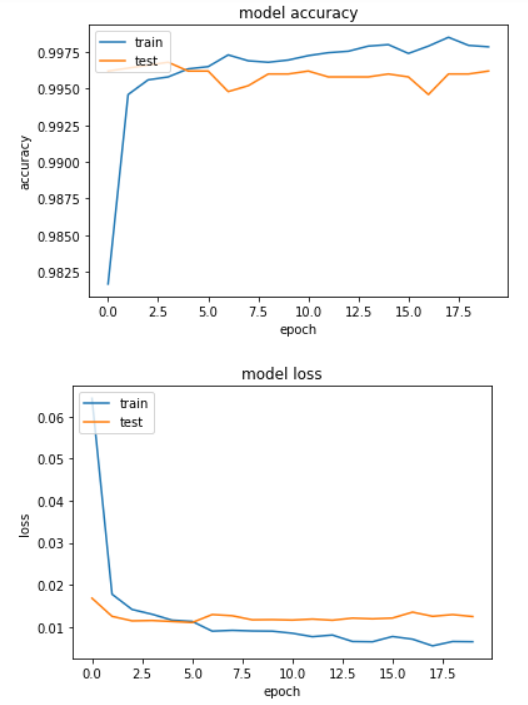 model accuracy
train
test
0.9975
0.9950
0.9925
0.9900
0.9875
0.9850
0.9825
accuracy
0.0 2.5 5.0 7.5 10.0 12.5 15.0 17.5
epoch
model loss
train
test
0.06
0.05
0.04
0.03
0.02
0.01
loss
0.0 2.5 5.0 7.5 10.0 12.5 15.0 17.5
epoch